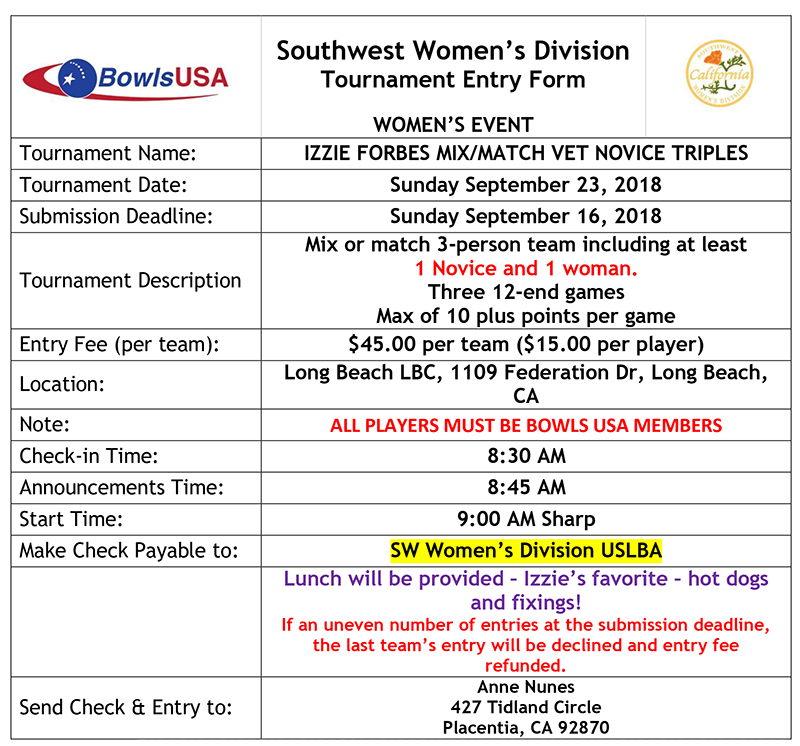 BowlsUSA
Southwest Women's Division
Tournament Entry Form
WOMEN'S EVENT
SOUTHWEST
California
WOMEN'S DIVISION
Tournament Name: IZZIE FORBES MIX/MATCH VET NOVICE TRIPLES
Tournament Date: Sunday September 23, 2018
Submission Deadline: Sunday September 16, 2018
Tournament Description
Mix or match 3-person team including at least
1 Novice and 1 woman.
Three 12-end games
Max of 10 plus points per game
Entry Fee (per team): $45.00 per team ($15.00 per player)
Location:
Long Beach LBC, 1109 Federation Dr, Long Beach,
CA
Note: ALL PLAYERS MUST BE BOWLS USA MEMBERS
Check-in Time: 8:30 AM
Announcements Time: 8:45 AM
Start Time: 9:00 AM Sharp
Make Check Payable to: SW Women's Division USLBA
Lunch will be provided – Izzie's favorite – hot dogs
and fixings!
If an uneven number of entries at the submission deadline,
the last team's entry will be declined and entry fee
refunded.
Send Check & Entry to:
Anne Nunes
427 Tidland Circle
Placentia, CA 92870